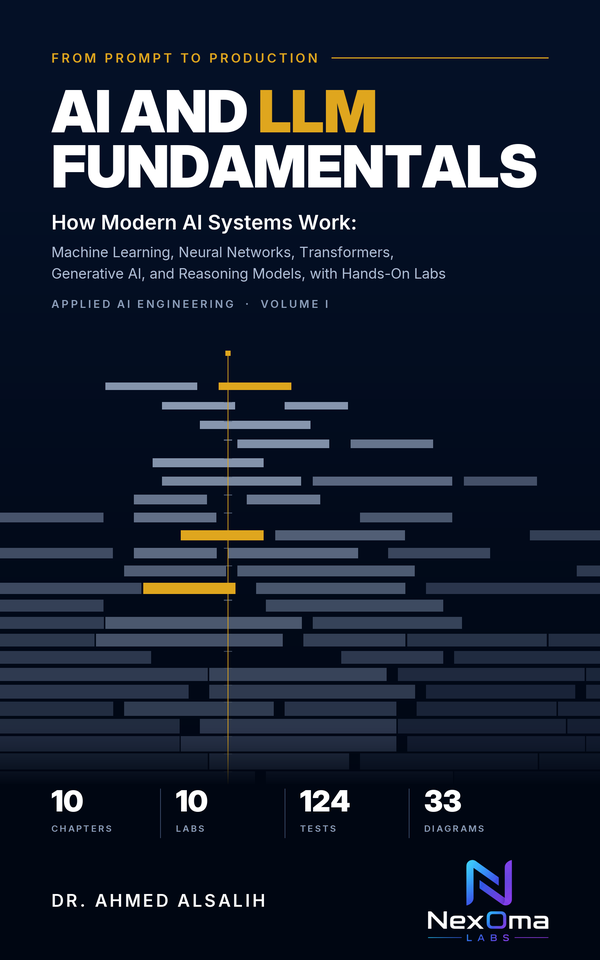 FROM PROMPT TO PRODUCTION
AI AND LLM
FUNDAMENTALS
How Modern AI Systems Work:
Machine Learning, Neural Networks, Transformers,
Generative AI, and Reasoning Models, with Hands-On Labs
APPLIED AI ENGINEERING · VOLUME I
10
CHAPTERS
10
LABS
124
TESTS
33
DIAGRAMS
DR. AHMED ALSALIH
NexOma
LABS